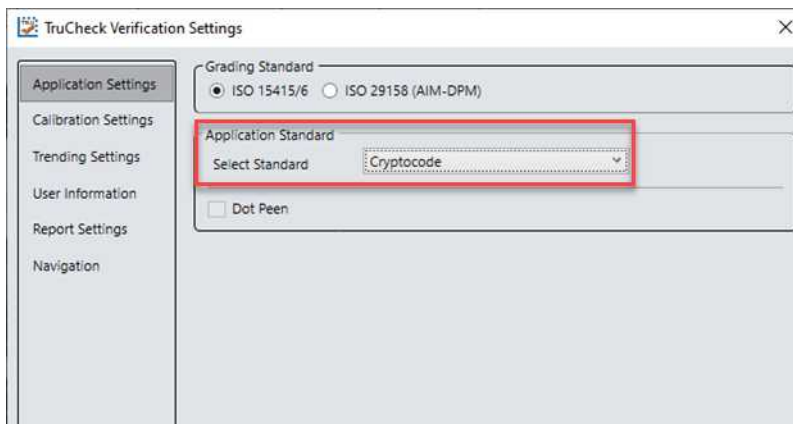 TruCheck Verification Settings
Application Settings
Calibration Settings
Trending Settings
User Information
Report Settings
Navigation
Grading Standard
ISO 15415/6 ISO 29158 (AIM-DPM)
Application Standard
Select Standard Cryptocode
Dot Peen